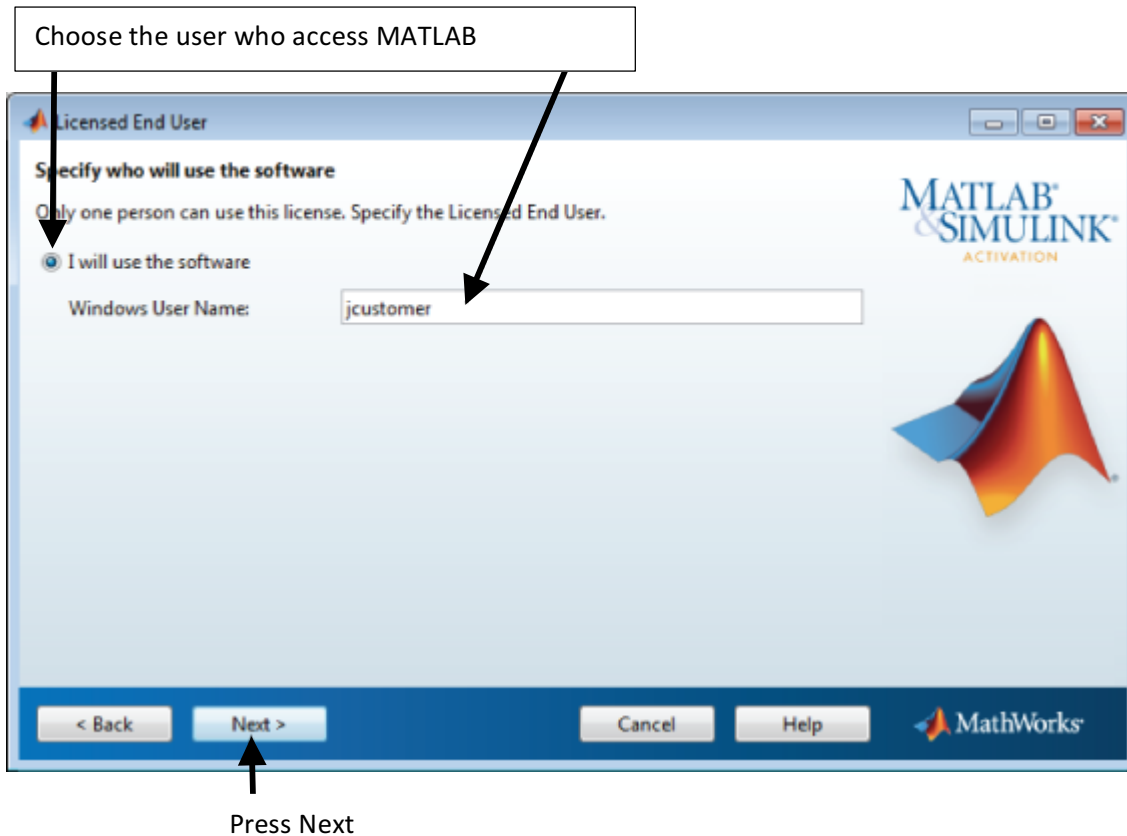 Choose the user who access MATLAB
Licensed End User
Specify who will use the software
Only one person can use this license. Specify the Licensed End User.
MATLAB®
&SIMULINK®
ACTIVATION
I will use the software
Windows User Name:
jcustomer
< Back
Next >
Cancel
Help
MathWorks®
Press Next